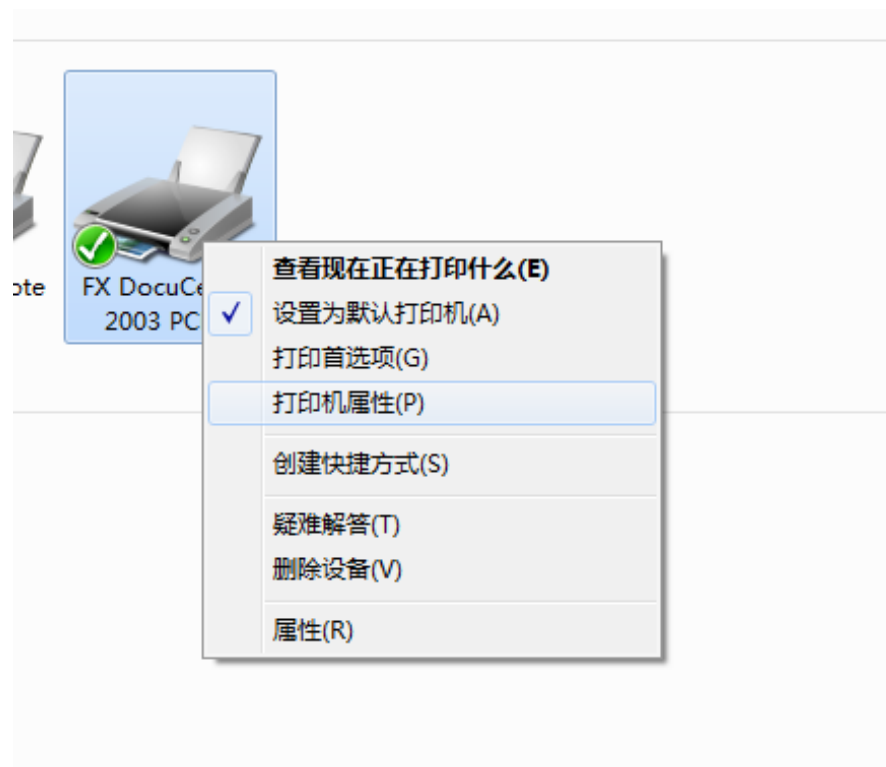 FX DocuCe
2003 PC
查看现在正在打印什么(E)
设置为默认打印机(A)
打印首选项(G)
打印机属性(P)
创建快捷方式(S)
疑难解答(T)
删除设备(V)
属性(R)